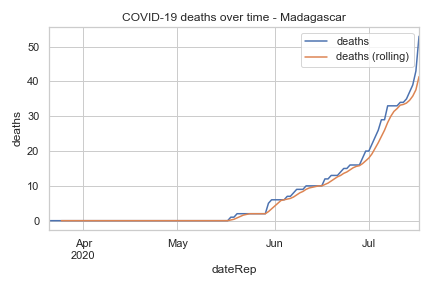 COVID-19 deaths over time - Madagascar
deaths
deaths (rolling)
50
40
30
20
10
0
deaths
Apr
2020
May
Jun
Jul
dateRep